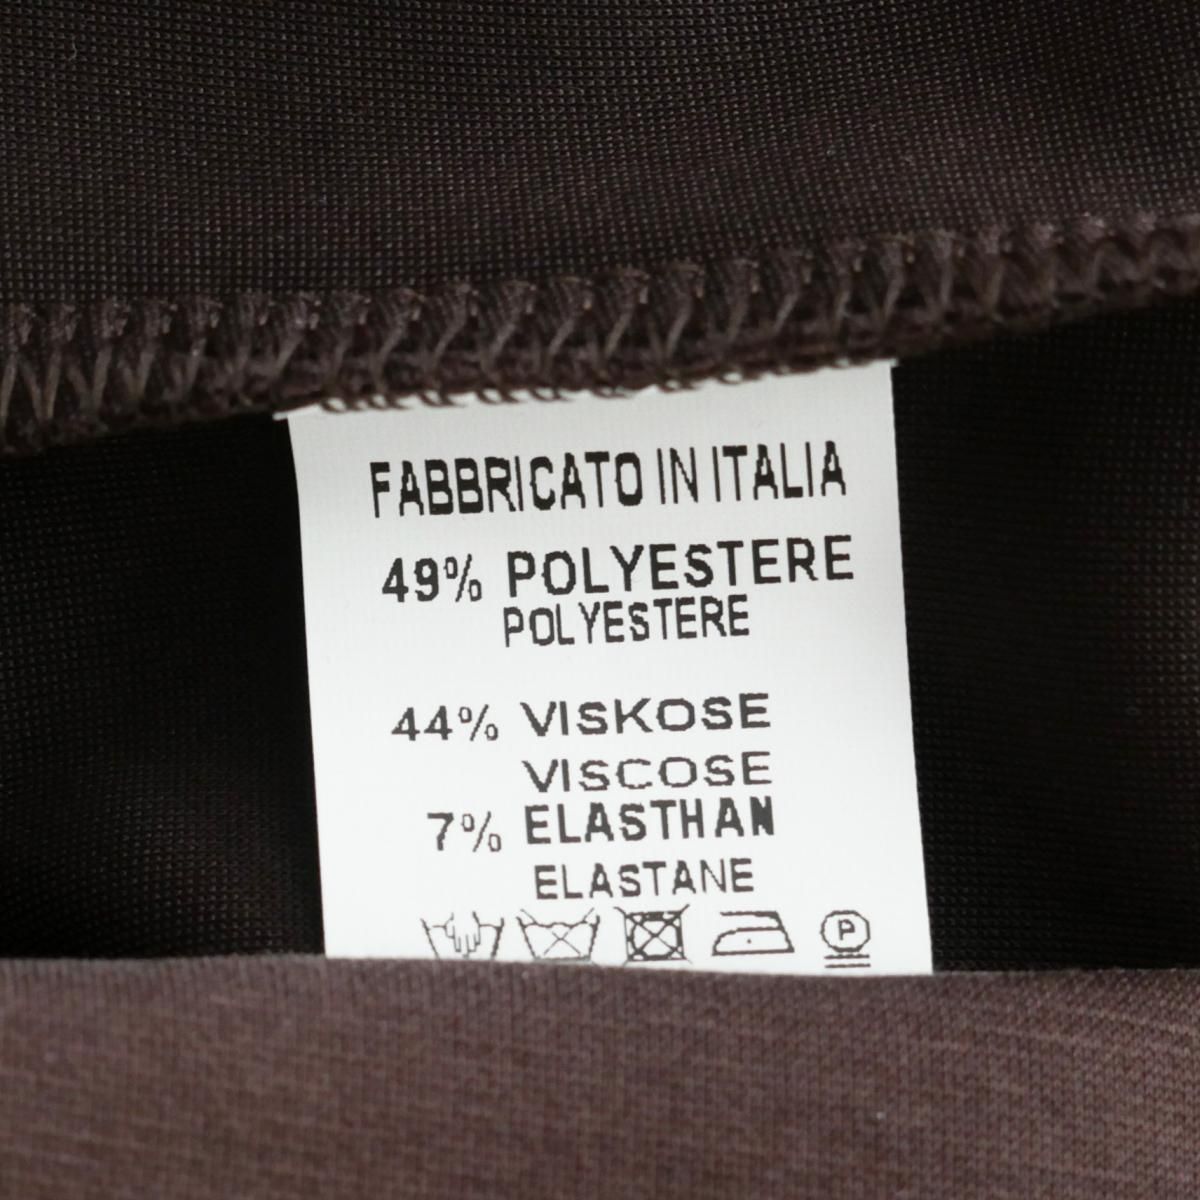 FABBRICATO IN ITALIA
49% POLYESTERE
POLYESTERE
44% VISKOSE
VISCOSE
7% ELASTHAN
ELASTANE
P